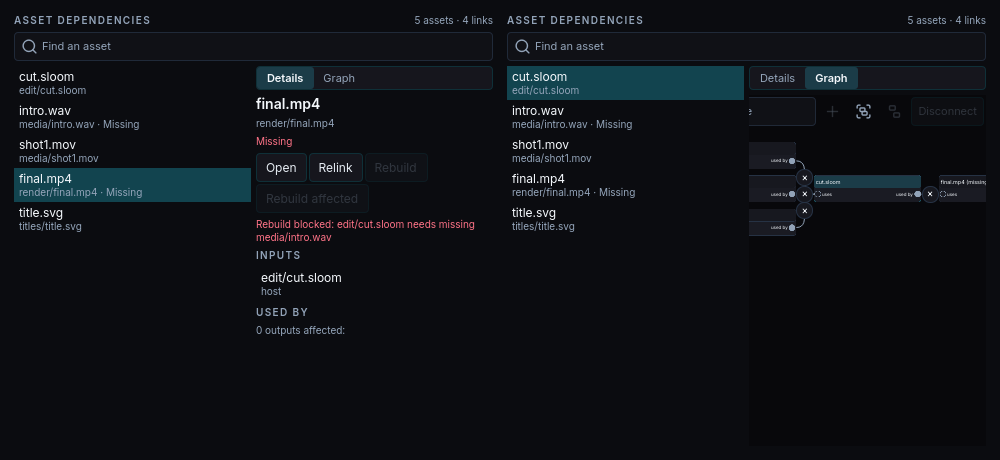 ASSET DEPENDENCIES
5 assets · 4 links
Find an asset
cut.sloom
edit/cut.sloom
intro.wav
media/intro.wav · Missing
shot1.mov
media/shot1.mov
final.mp4
render/final.mp4 · Missing
title.svg
titles/title.svg
Details
Graph
final.mp4
render/final.mp4
Missing
Open
Relink
Rebuild
Rebuild affected
Rebuild blocked: edit/cut.sloom needs missing
media/intro.wav
INPUTS
edit/cut.sloom
host
USED BY
0 outputs affected:
ASSET DEPENDENCIES
5 assets · 4 links
Find an asset
cut.sloom
edit/cut.sloom
intro.wav
media/intro.wav · Missing
shot1.mov
media/shot1.mov
final.mp4
render/final.mp4 · Missing
title.svg
titles/title.svg
Details
Graph
e
Disconnect
used by
used by
used by
cut.sloom
uses
used by
final.mp4 (missing
uses